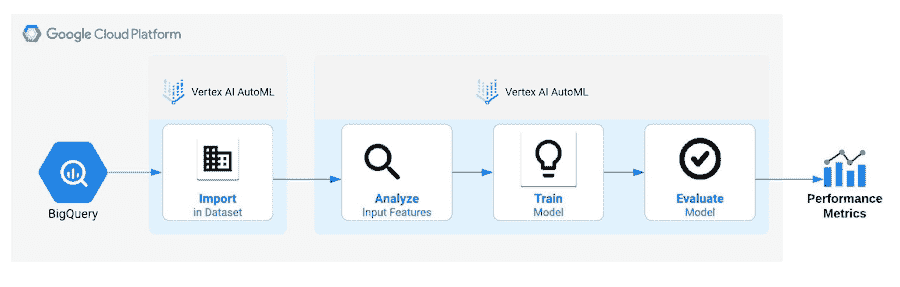 Google Cloud Platform
Vertex AI AutoML
Vertex AI AutoML
BigQuery
Import
in Dataset
Analyze
Input Features
Train
Model
Evaluate
Model
Performance
Metrics